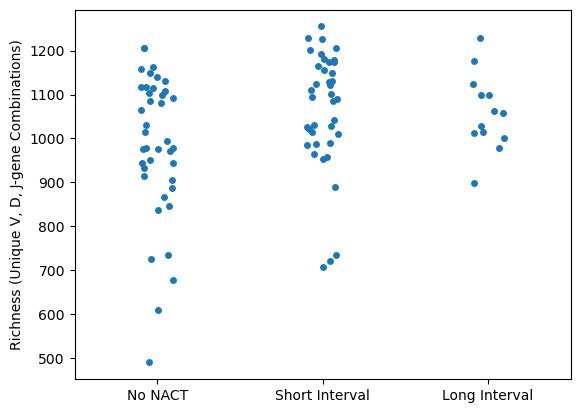 Richness (Unique V, D, J-gene Combinations)
1200
1100
1000
900
800
700
600
500
No NACT
Short Interval
Long Interval